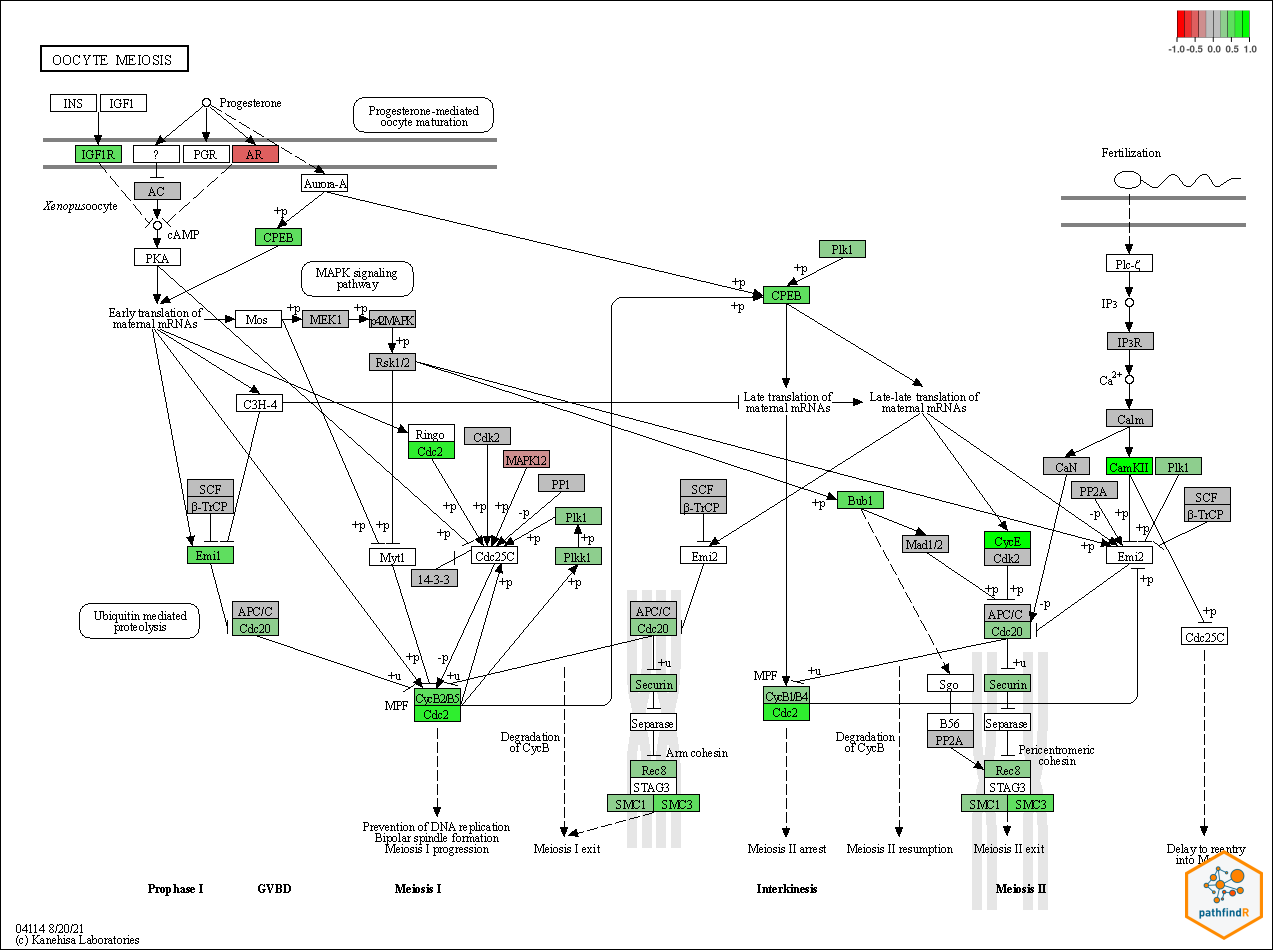 -1.0 -0.5 0.0 0.5 1.0
OOCYTE MEIOSIS
INS
IGF1
Progesterone
Progesterone-mediated
oocyte maturation
IGF1R
?
PGR
AR
Fertilization
AC
Aurora-A
Xenopus oocyte
cAMP
+p
CPEB
PKA
Plk1
+p
MAPK signaling
pathway
Plc-ζ
+p
CPEB
+p
IP3
Early translation of
maternal mRNAs
Mos
+p
MEK1
+p
p42MAPK
+p
Rsk1/2
IP3R
Ca2+
C3H-4
Late translation of
maternal mRNAs
Late-late translation of
maternal mRNAs
Calm
Ringo
Cdc2
Cdk2
MAPK12
PP1
CaN
CamKII
Plk1
SCF
β-TrCP
SCF
β-TrCP
PP2A
SCF
β-TrCP
+p
+p
+p
-p
Plk1
+p
Bub1
-p
+p
+p
+p
+p
+p
+p
Emi1
Myt1
Cdc25C
Plkk1
Emi2
Mad1/2
CycE
Cdk2
+p
Emi2
14-3-3
+p
+p
+p
+p
+p
-p
Ubiquitin mediated
proteolysis
APC/C
Cdc20
APC/C
Cdc20
APC/C
Cdc20
+p
Cdc25C
+p
-p
+u
+u
+u
+u
+u
MPF
CycB2/B5
Cdc2
Securin
MPF
CycB1/B4
Cdc2
Sgo
Securin
Separase
B56
PP2A
Separase
Degradation
of CycB
Arm cohesin
Degradation
of CycB
Pericentromeric
cohesin
Rec8
STAG3
SMC1
SMC3
Rec8
STAG3
SMC1
SMC3
Prevention of DNA replication
Bipolar spindle formation
Meiosis I progression
Meiosis I exit
Meiosis II arrest
Meiosis II resumption
Meiosis II exit
Delay to reentry
into
Prophase I
GVBD
Meiosis I
Interkinesis
Meiosis II
pathfindR
04114 8/20/21
(c) Kanehisa Laboratories